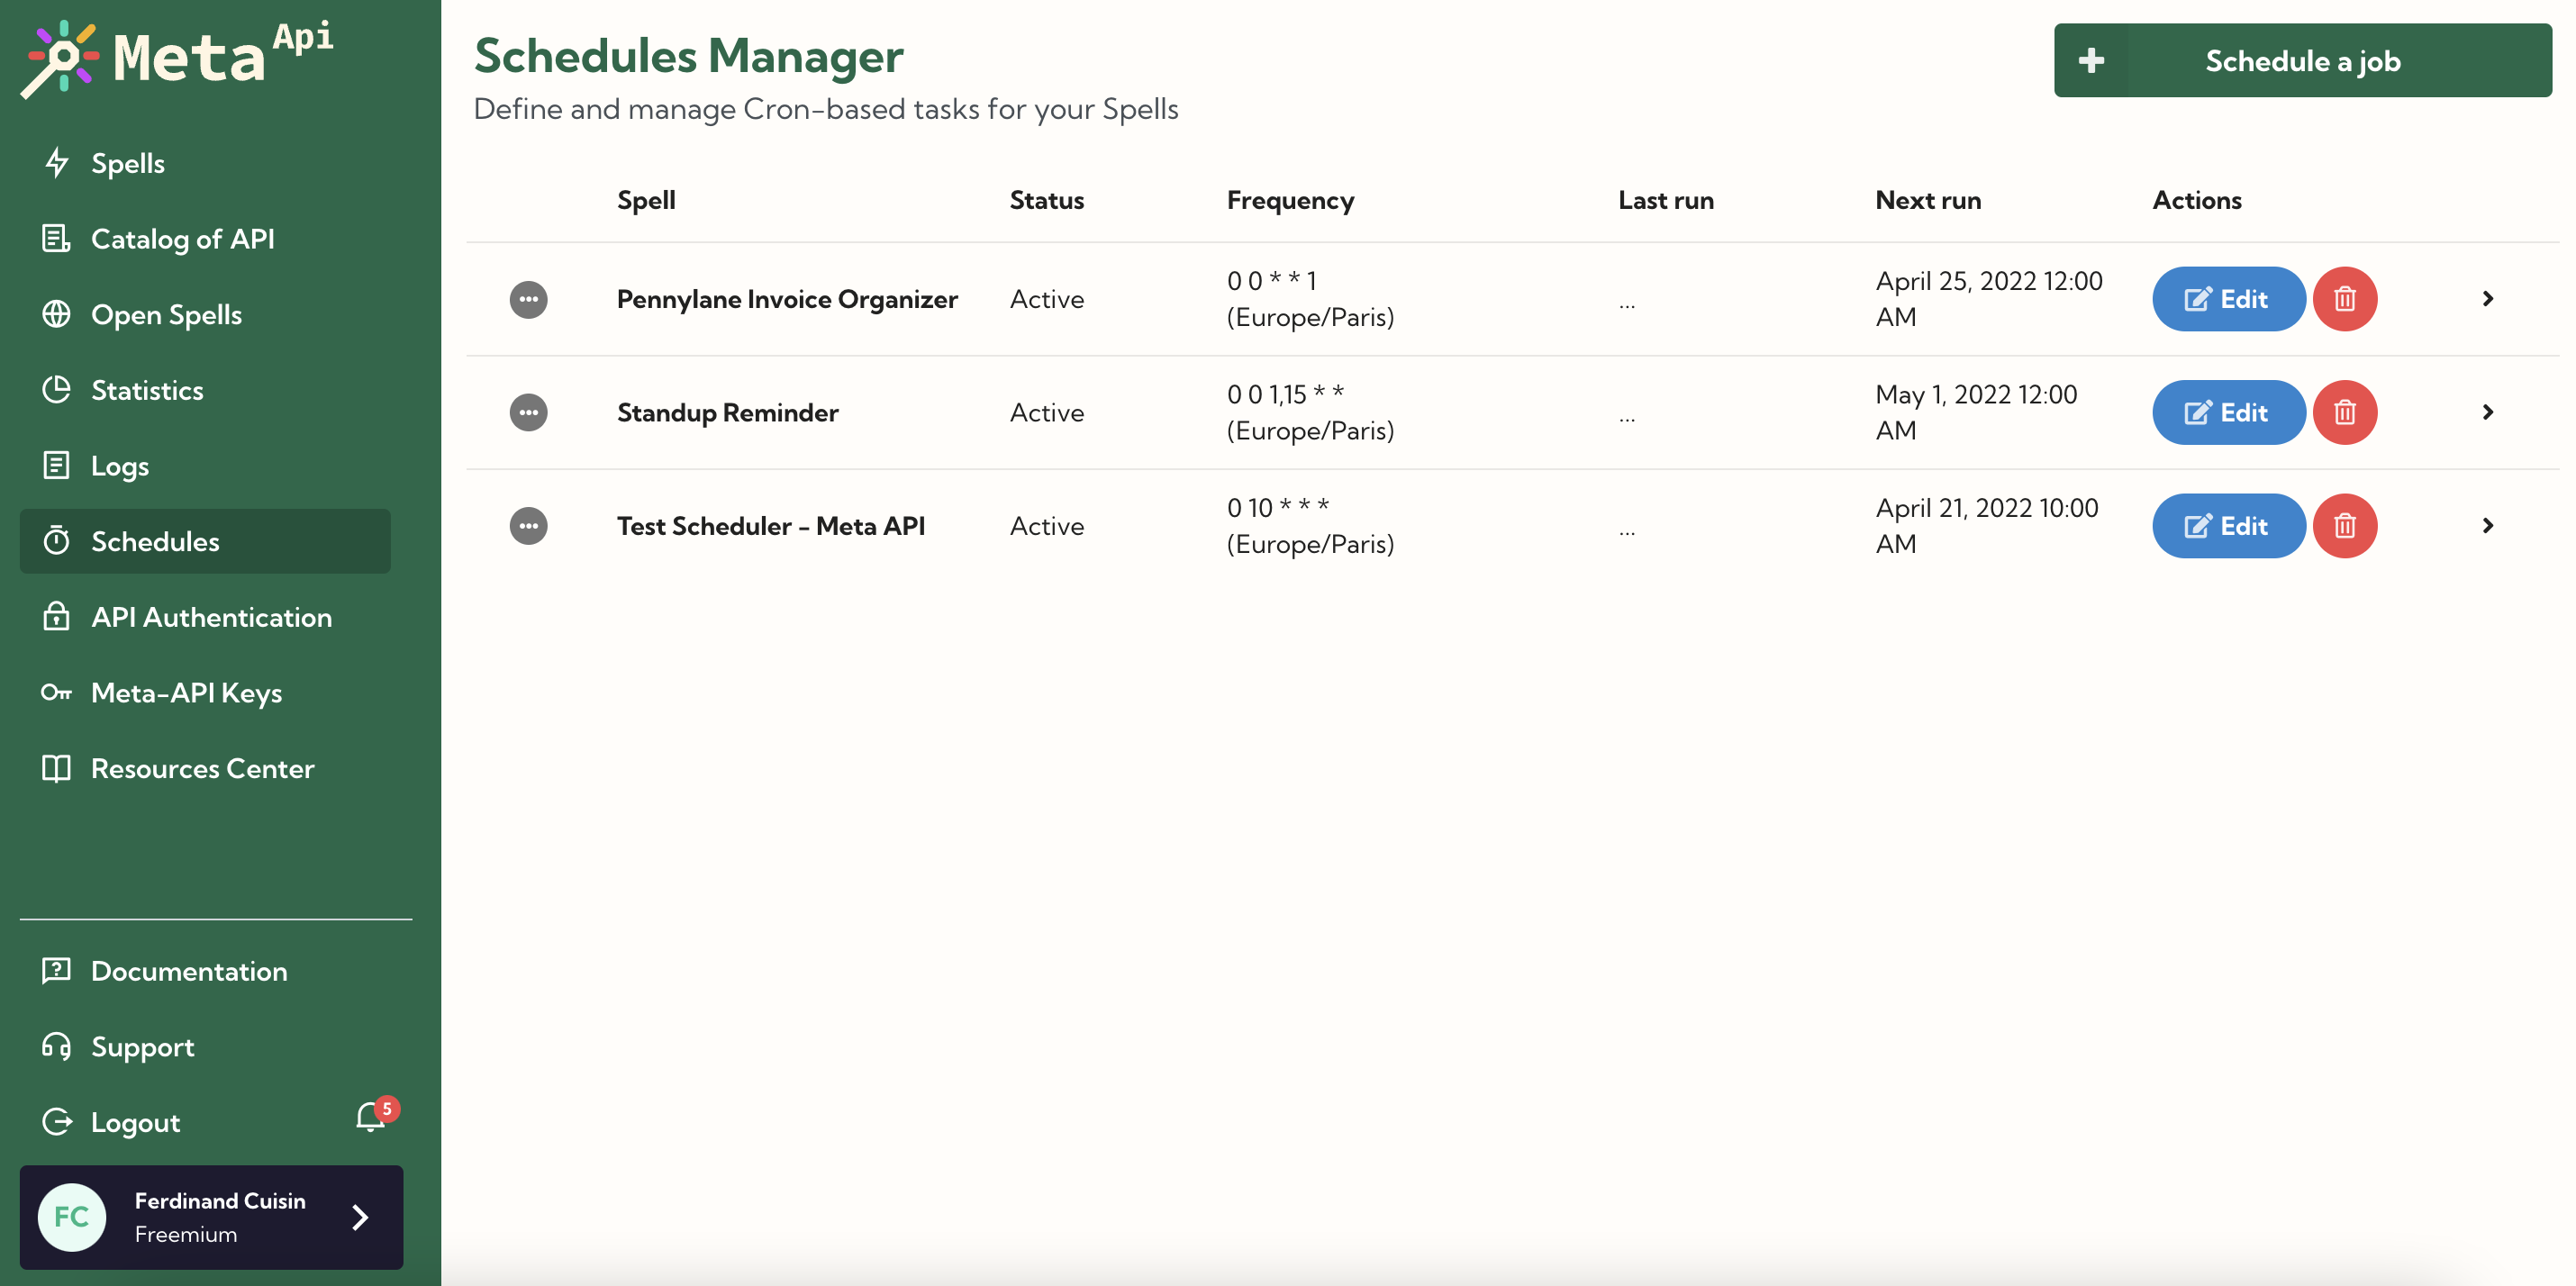 Meta Api
Spells
Catalog of API
Open Spells
Statistics
Logs
Schedules
API Authentication
Meta-API Keys
Resources Center
Documentation
Support
Logout
5
FC
Ferdinand Cuisin
Freemium
Schedules Manager
Define and manage Cron-based tasks for your Spells
Schedule a job
Spell Status Frequency Last run Next run Actions
Pennylane Invoice Organizer Active 0 0 * * 1 ... April 25, 2022 12:00 Edit
(Europe/Paris) AM
Standup Reminder Active 0 0 1,15 * * ... May 1, 2022 12:00 Edit
(Europe/Paris) AM
Test Scheduler - Meta API Active 0 10 * * * ... April 21, 2022 10:00 Edit
(Europe/Paris) AM